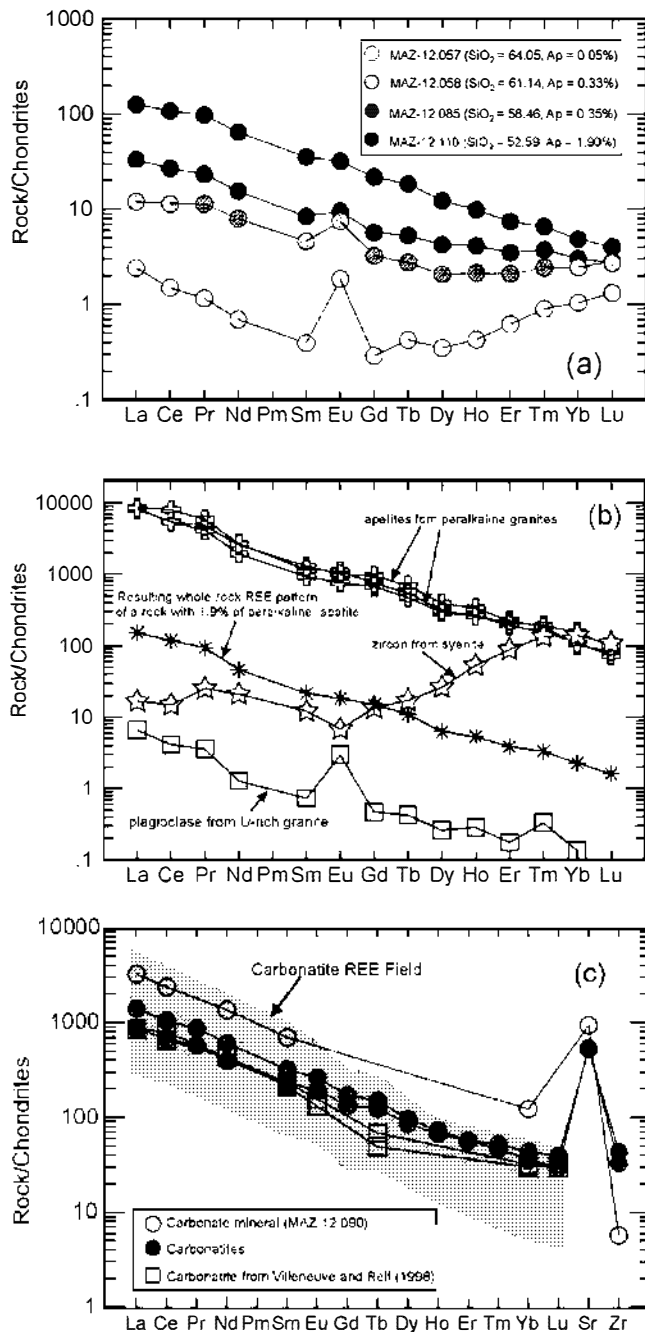 1000
100
10
1
.1
Rock/Chondrites
MAZ-12.057 (SiO2 = 64.05, Ap = 0.05%)
MAZ-12.058 (SiO2 = 61.14, Ap = 0.33%)
MAZ-12.085 (SiO2 = 58.46, Ap = 0.35%)
MAZ-12.110 (SiO2 = 52.59 Ap = 1.90%)
(a)
La Ce Pr Nd Pm Sm Eu Gd Tb Dy Ho Er Tm Yb Lu
10000
1000
100
10
1
.1
Rock/Chondrites
(b)
apatites from peralkaline granites
Resulting whole rock REE pattern
of a rock with 1.9% of peralkaline apatite
zircon from syenite
plagioclase from U-rich granite
La Ce Pr Nd Pm Sm Eu Gd Tb Dy Ho Er Tm Yb Lu
10000
1000
100
10
1
Rock/Chondrites
(c)
Carbonatite REE Field
Carbonate mineral (MAZ 12.090)
Carbonatites
Carbonatite from Villeneuve and Relf (1998)
La Ce Pr Nd Pm Sm Eu Gd Tb Dy Ho Er Tm Yb Lu Sr Zr